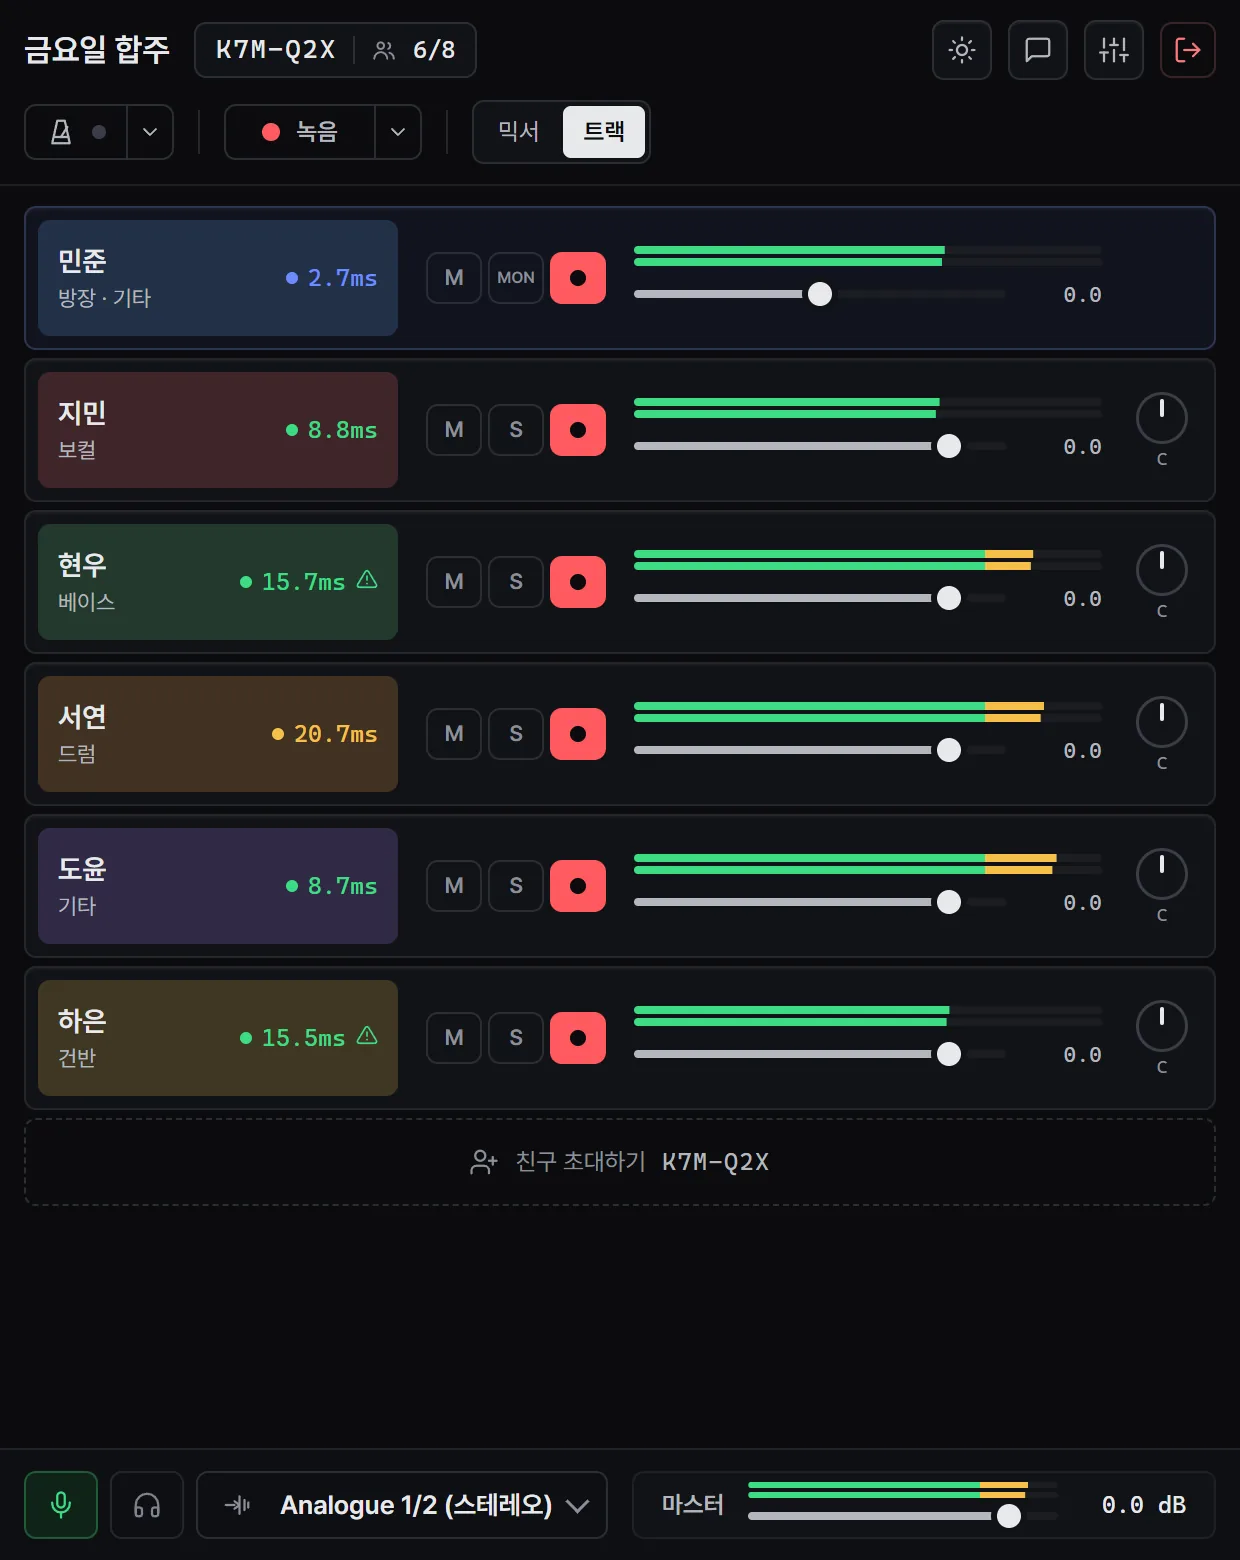 금요일 합주 K7M-Q2X 6/8
녹음 믹서 트랙
민준
방장 · 기타
2.7ms
M MON
0.0
지민
보컬
8.8ms
M S
0.0
C
현우
베이스
15.7ms
M S
0.0
C
서연
드럼
20.7ms
M S
0.0
C
도윤
기타
8.7ms
M S
0.0
C
하은
건반
15.5ms
M S
0.0
C
친구 초대하기 K7M-Q2X
Analogue 1/2 (스테레오) 마스터 0.0 dB